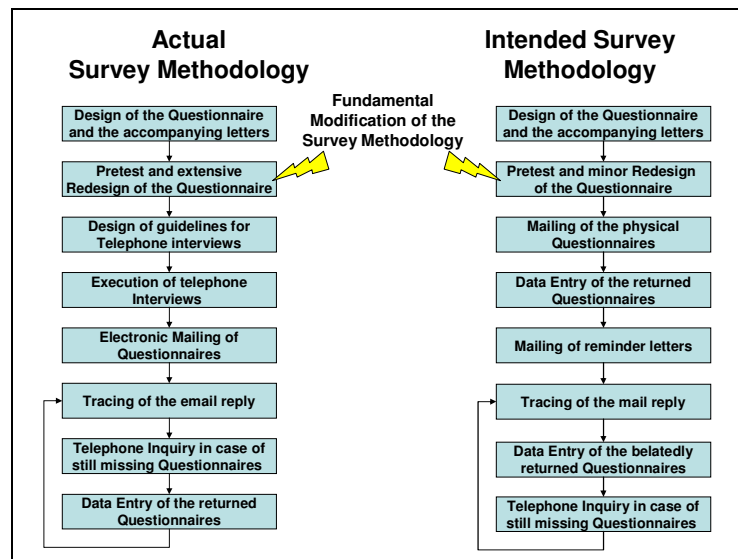 Actual
Survey Methodology
Intended Survey
Methodology
Fundamental
Modification of the
Survey Methodology
Design of the Questionnaire
and the accompanying letters
Pretest and extensive
Redesign of the Questionnaire
Design of guidelines for
Telephone interviews
Execution of telephone
Interviews
Electronic Mailing of
Questionnaires
Tracing of the email reply
Telephone Inquiry in case of
still missing Questionnaires
Data Entry of the returned
Questionnaires
Design of the Questionnaire
and the accompanying letters
Pretest and minor Redesign
of the Questionnaire
Mailing of the physical
Questionnaires
Data Entry of the returned
Questionnaires
Mailing of reminder letters
Tracing of the mail reply
Data Entry of the belatedly
returned Questionnaires
Telephone Inquiry in case of
still missing Questionnaires